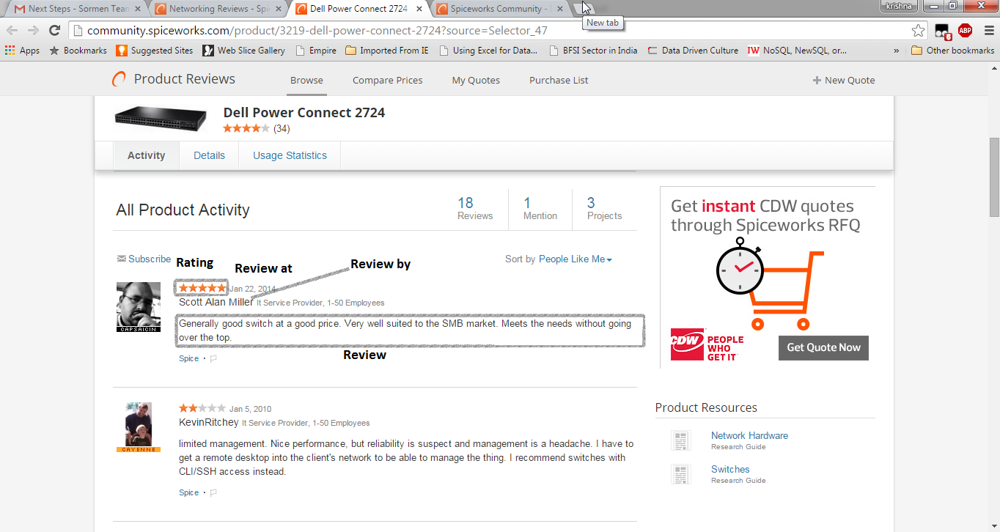 Next Steps - Sormen Tean
Networking Reviews - Spi
Dell Power Connect 2724
Spiceworks Community -
krishna
New tab
community.spiceworks.com/product/3219-dell-power-connect-2724?source=Selector_47
ABP
6
Apps
Bookmarks
Suggested Sites
Web Slice Gallery
Empire
Imported From IE
Using Excel for Data...
BFSI Sector in India
Data Driven Culture
IW NoSQL, NewSQL, or...
»
Other bookmarks
Product Reviews
Browse
Compare Prices
My Quotes
Purchase List
+ New Quote
Dell Power Connect 2724
(34)
Activity
Details
Usage Statistics
All Product Activity
18
Reviews
1
Mention
3
Projects
Subscribe
Rating
Review at
Review by
Sort by People Like Me
Jan 22, 2014
Scott Alan Miller It Service Provider, 1-50 Employees
CAPSAICIN
Generally good switch at a good price. Very well suited to the SMB market. Meets the needs without going
over the top.
Spice ·
Review
Jan 5, 2010
KevinRitchey It Service Provider, 1-50 Employees
CAYENNE
limited management. Nice performance, but reliability is suspect and management is a headache. I have to
get a remote desktop into the client's network to be able to manage the thing. I recommend switches with
CLI/SSH access instead.
Spice ·
Get instant CDW quotes
through Spiceworks RFQ
CDW
PEOPLE
WHO
GET IT
Get Quote Now
Product Resources
Network Hardware
Research Guide
Switches
Research Guide